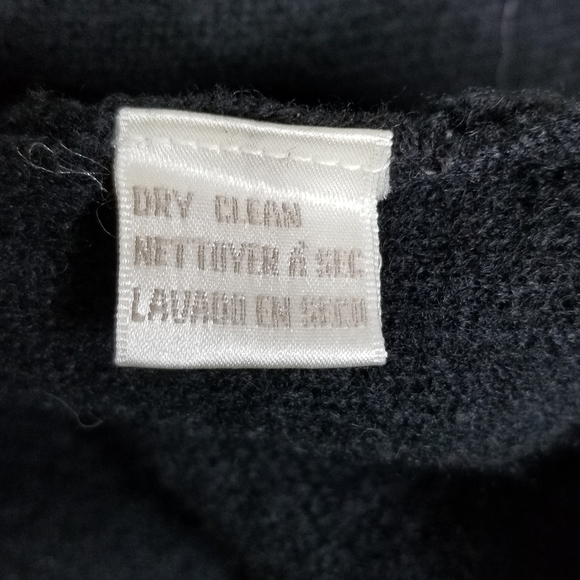 DRY CLEAN
NETTOYER À SEC
LAVADO EN SECO